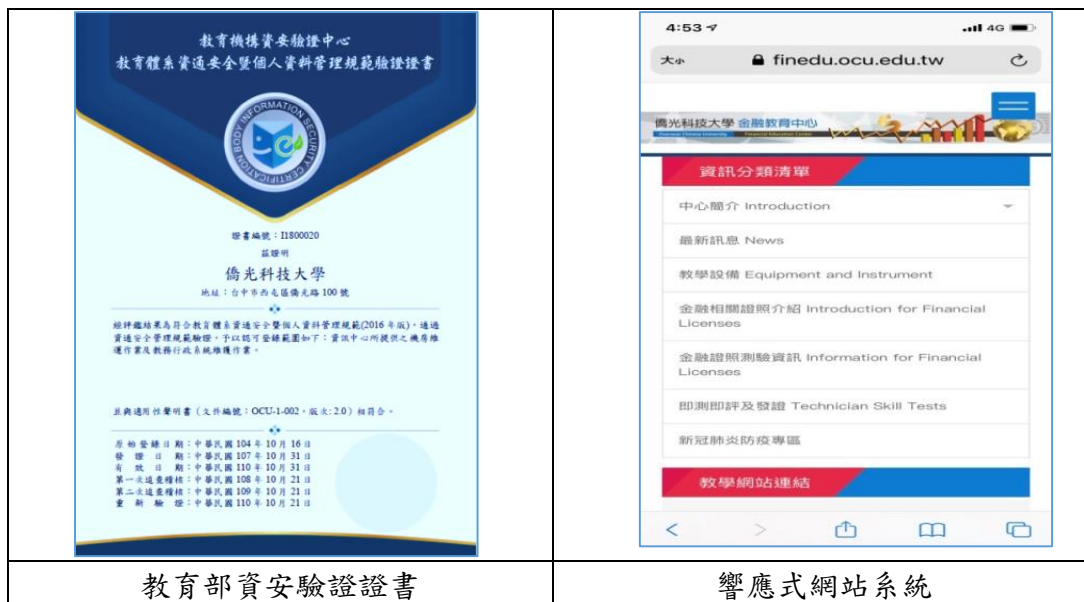 教育機構資安驗證中心
教育體系資通安全暨個人資料管理規範驗證證書
INFORMATION SECURITY CERTIFICATION BODY
證書編號：I1800020
茲證明
僑光科技大學
地址：台中市西屯區僑光路100號
經評鑑結果為符合教育體系資通安全暨個人資料管理規範(2016年版)，通過
資通安全管理規範驗證，予以認可登錄範圍如下：資訊中心所提供之機房維
運作業及教務行政系統維護作業。
並與適用性聲明書（文件編號：OCU-1-002，版次:2.0）相符合。
原始登錄日期：中華民國104年10月16日
發證日期：中華民國107年10月31日
有效日期：中華民國110年10月31日
第一次追查稽核：中華民國108年10月21日
第二次追查稽核：中華民國109年10月21日
重新驗證：中華民國110年10月21日
教育部資安驗證證書
4:53
4G
大小
finedu.ocu.edu.tw
僑光科技大學 金融教育中心
Overseas Chinese University Financial Education Center
資訊分類清單
中心簡介 Introduction
最新訊息 News
教學設備 Equipment and Instrument
金融相關證照介紹 Introduction for Financial
Licenses
金融證照測驗資訊 Information for Financial
Licenses
即測即評及發證 Technician Skill Tests
新冠肺炎防疫專區
教學網站連結
響應式網站系統